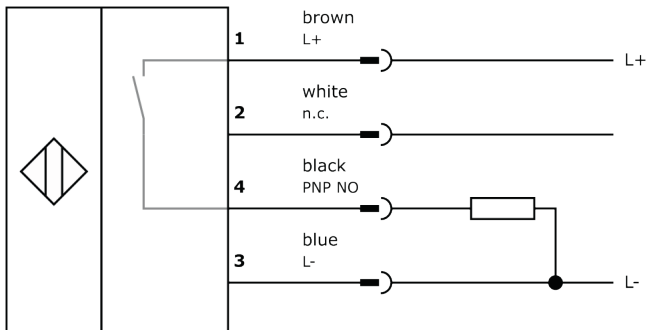 brown
1 L+
L+
white
2 n.c.
black
4 PNP NO
blue
3 L-
L-